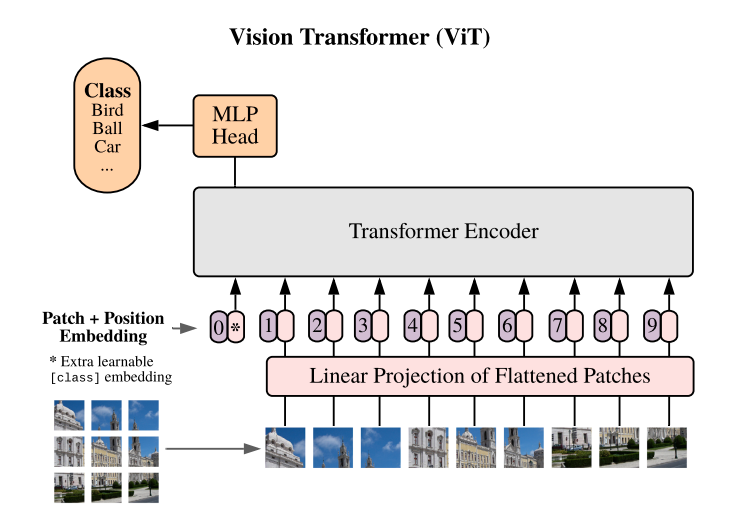 Vision Transformer (ViT)
Class
Bird
Ball
Car
...
MLP
Head
Transformer Encoder
Patch + Position
Embedding
0 * 1 2 3 4 5 6 7 8 9
* Extra learnable
[class] embedding
Linear Projection of Flattened Patches